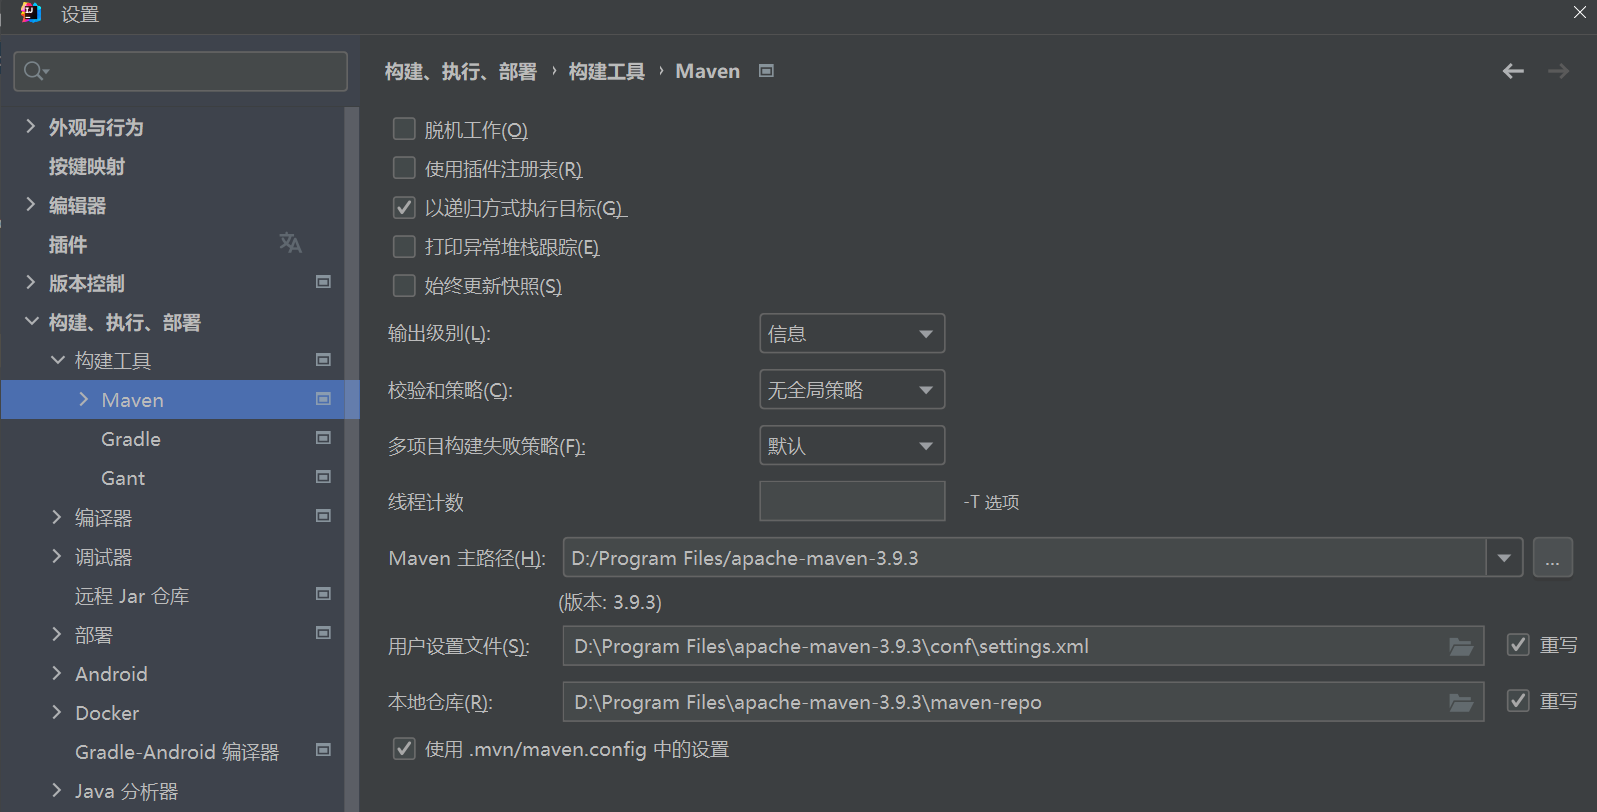 设置
外观与行为
按键映射
编辑器
插件
版本控制
构建、执行、部署
构建工具
Maven
Gradle
Gant
编译器
调试器
远程 Jar 仓库
部署
Android
Docker
Gradle-Android 编译器
Java 分析器
构建、执行、部署 › 构建工具 › Maven
脱机工作(O)
使用插件注册表(R)
以递归方式执行目标(G)
打印异常堆栈跟踪(E)
始终更新快照(S)
输出级别(L): 信息
校验和策略(C): 无全局策略
多项目构建失败策略(F): 默认
线程计数 -T 选项
Maven 主路径(H): D:/Program Files/apache-maven-3.9.3 ...
(版本: 3.9.3)
用户设置文件(S): D:\Program Files\apache-maven-3.9.3\conf\settings.xml 重写
本地仓库(R): D:\Program Files\apache-maven-3.9.3\maven-repo 重写
使用 .mvn/maven.config 中的设置